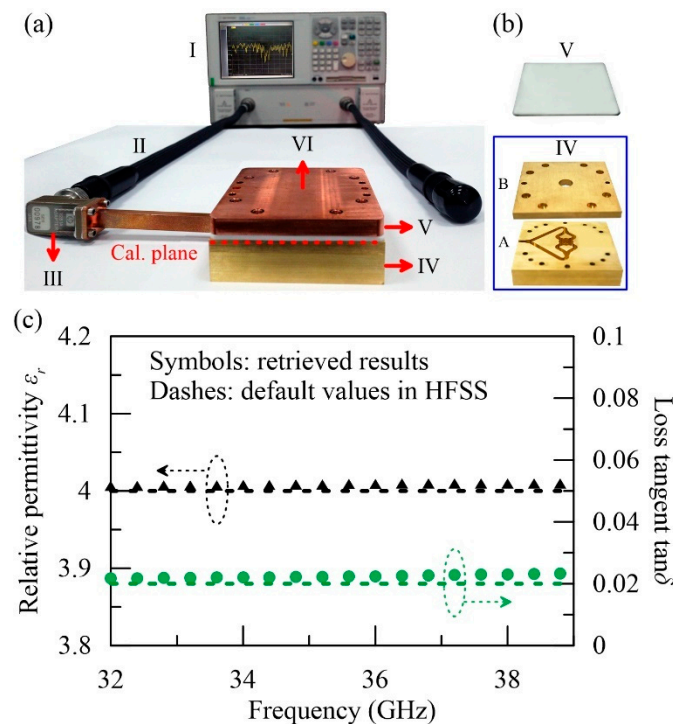 (a)
(b)
I
V
II
VI
IV
B
A
V
Cal. plane
III
IV
(c)
4.2
0.1
Symbols: retrieved results
Dashes: default values in HFSS
4.1
0.08
0.06
4
0.04
3.9
0.02
3.8
0
32
34
36
38
Frequency (GHz)
Relative permittivity εr
Loss tangent tanδ